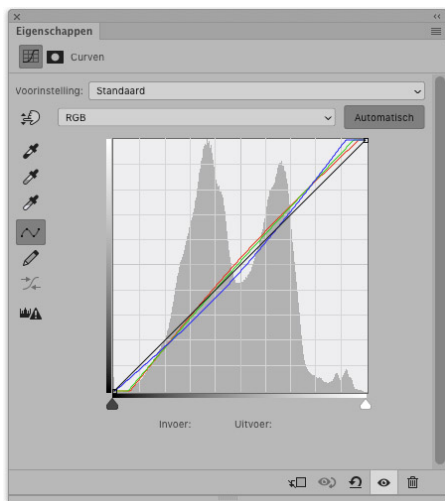 Eigenschappen
Curven
Voorinstelling: Standaard
RGB Automatisch
Invoer: Uitvoer: